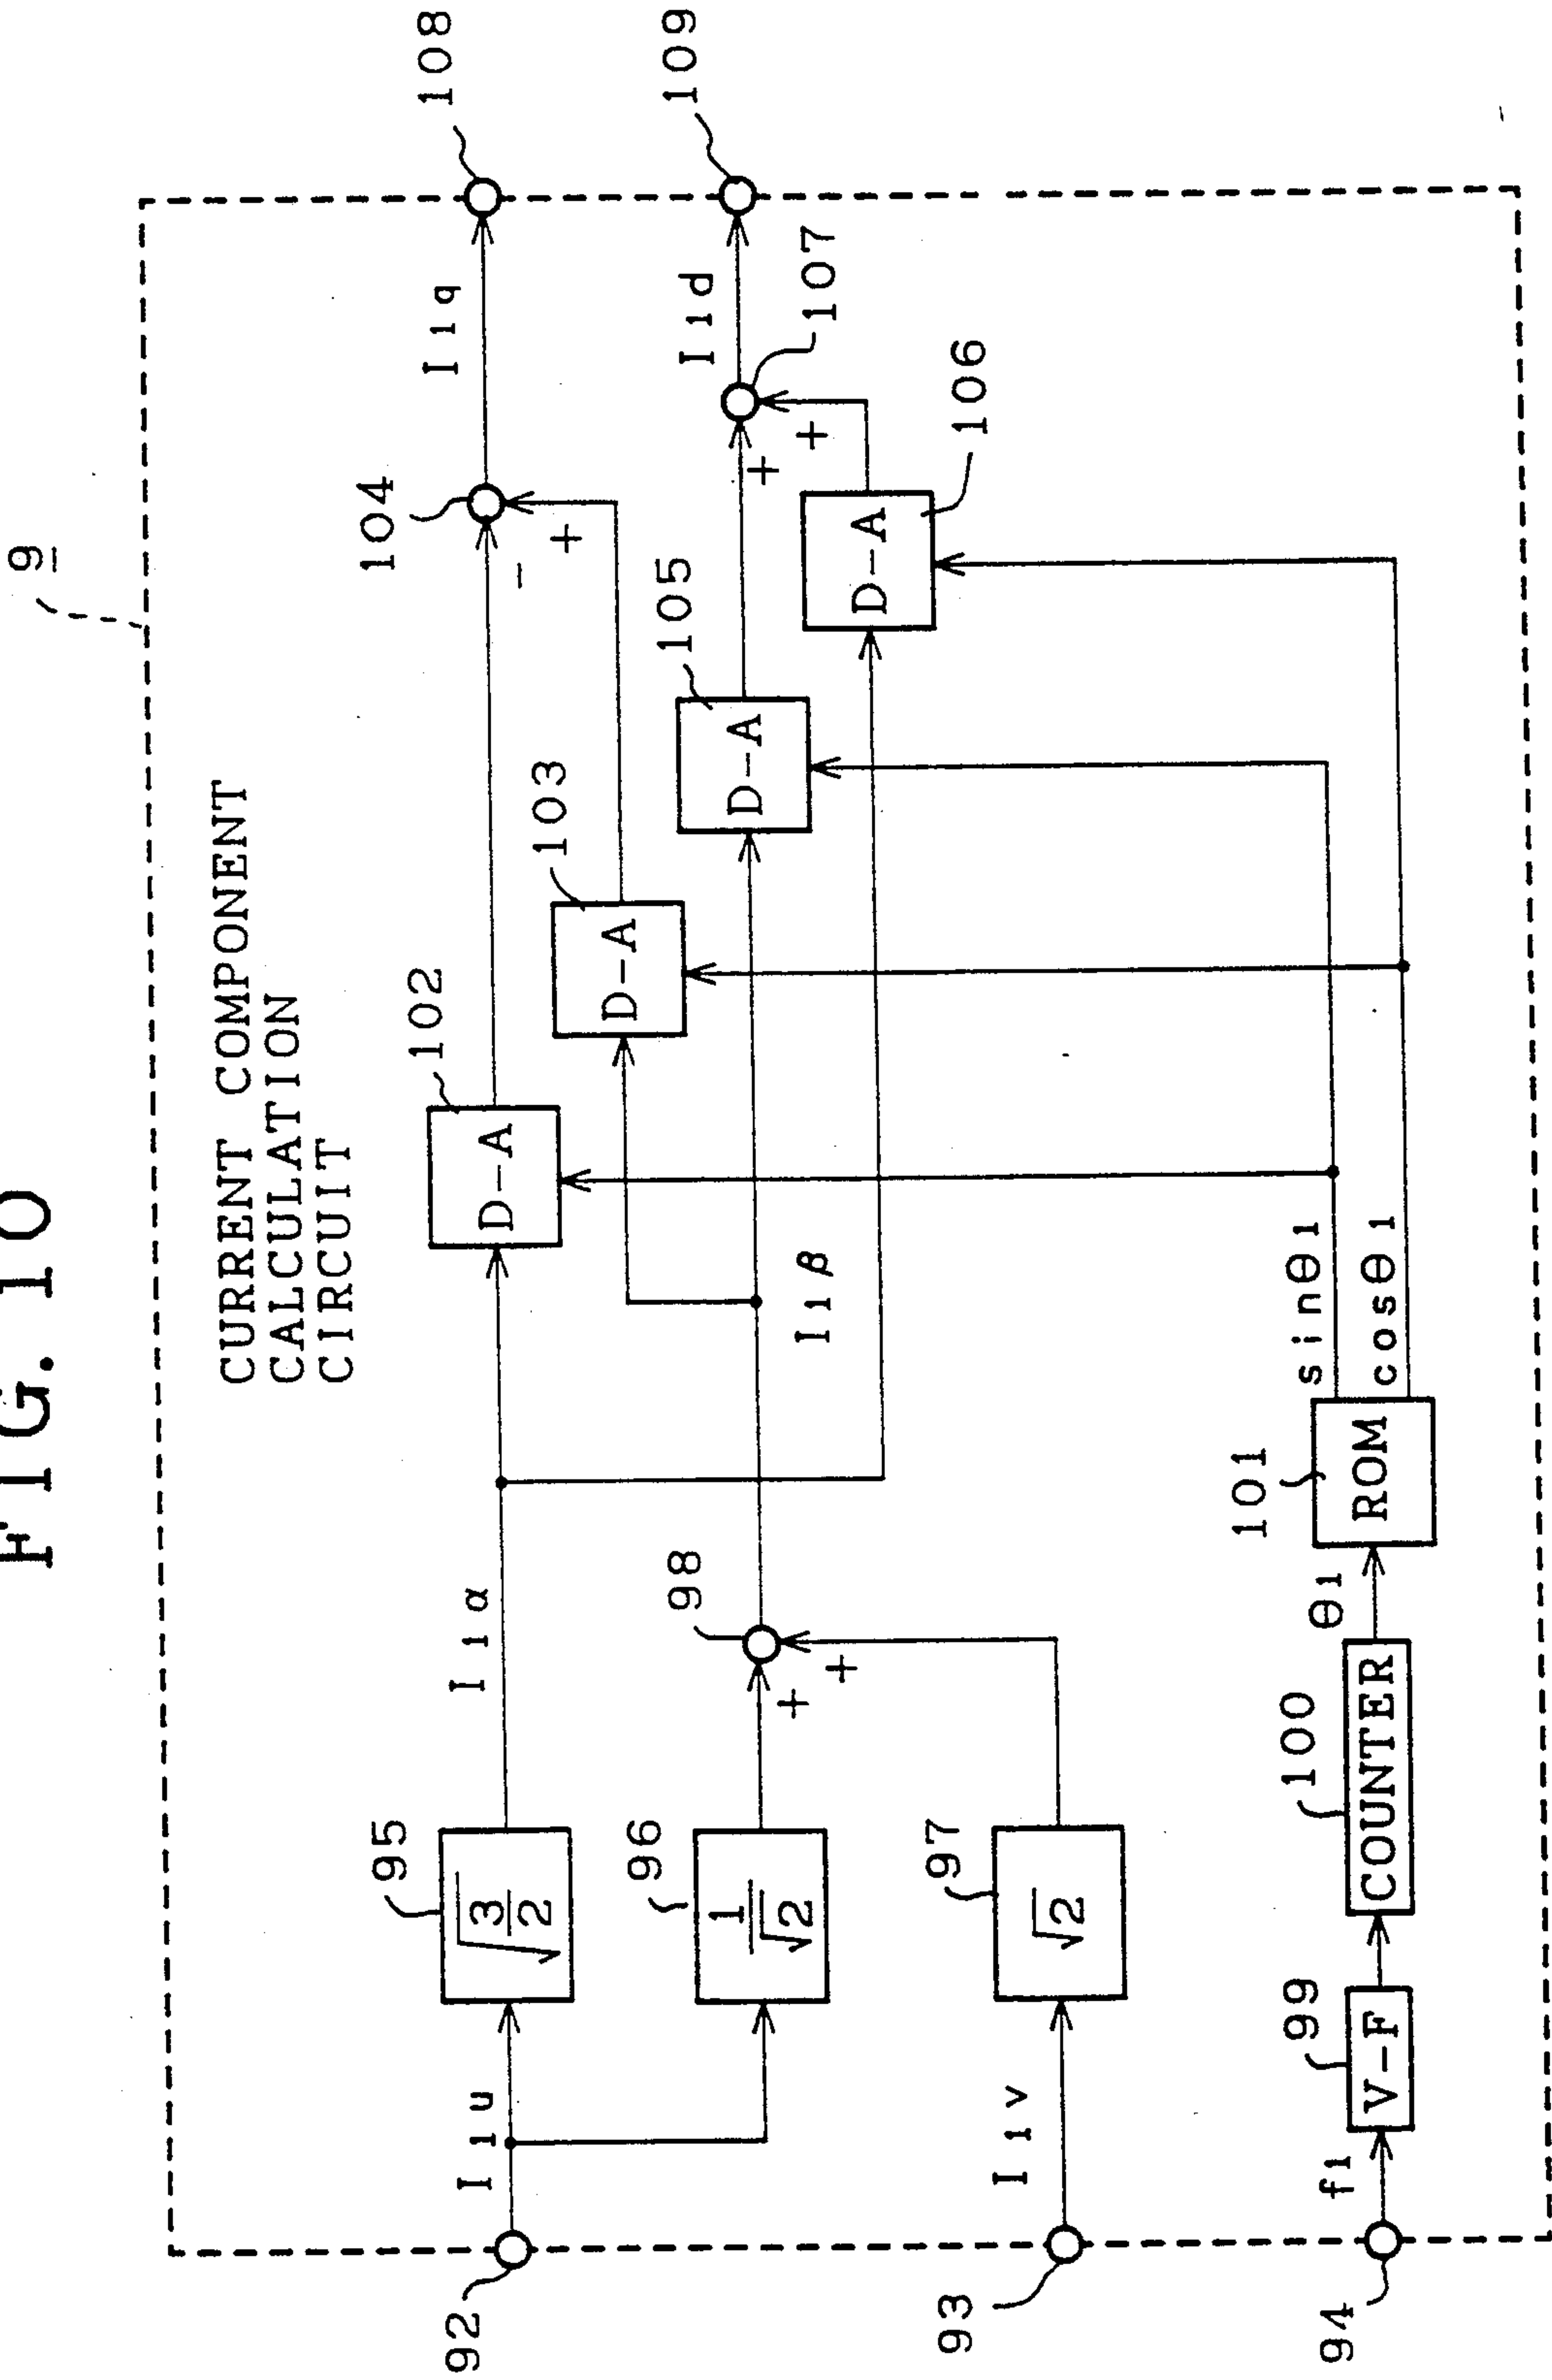 FIG. 10
9
CURRENT COMPONENT
CALCULATION
CIRCUIT
92
I1u
95
√3/2
I1α
102
D-A
104
-
+
I1q
108
96
1/√2
98
+
+
I1β
103
D-A
105
D-A
+
+
107
I1d
109
93
I1v
97
√2
106
D-A
94
f1
99
V-F
100
COUNTER
θ1
101
ROM
sinθ1
cosθ1